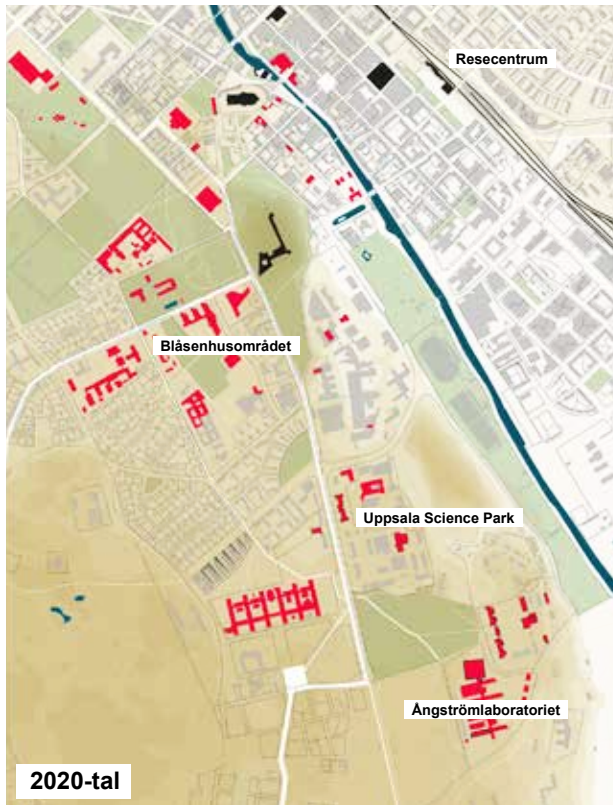 Resecentrum
Blåsenhusområdet
Uppsala Science Park
Ångströmlaboratoriet
2020-tal